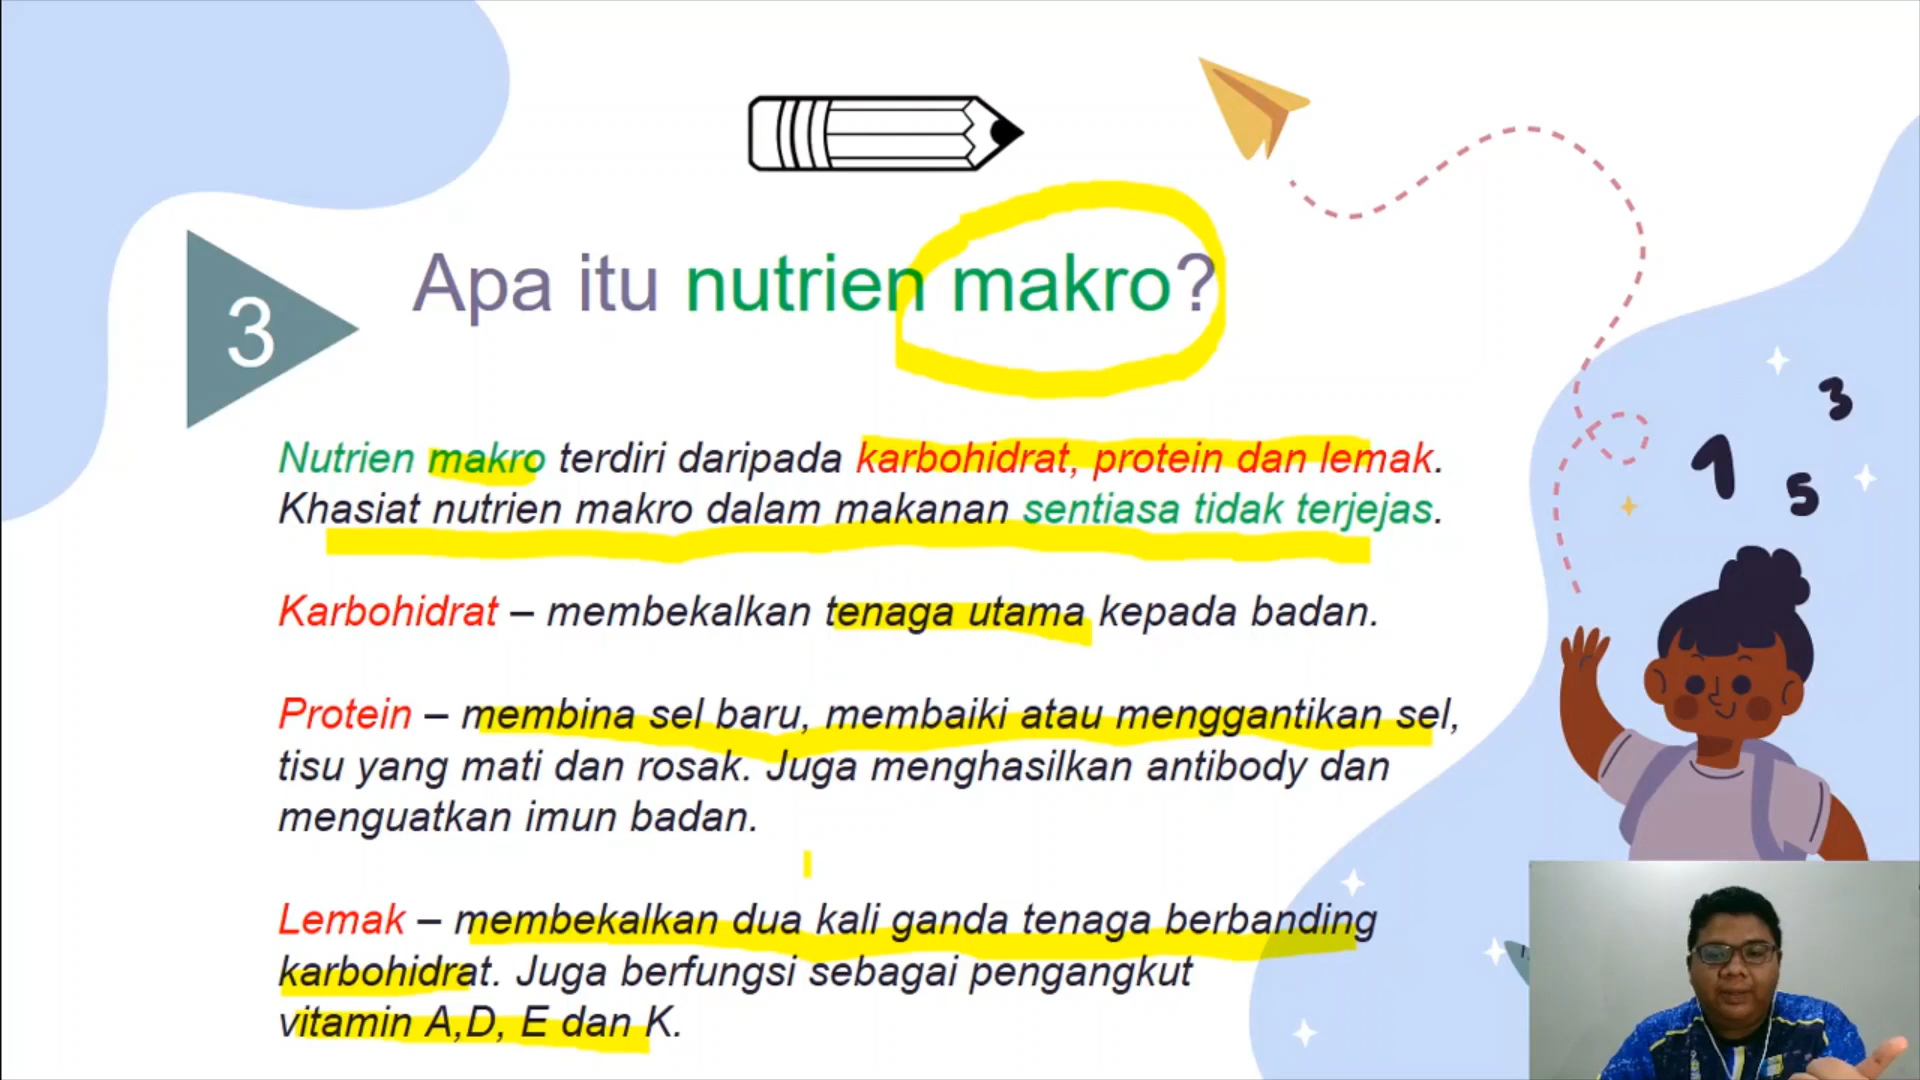 3
Apa itu nutrien makro?
Nutrien makro terdiri daripada karbohidrat, protein dan lemak.
Khasiat nutrien makro dalam makanan sentiasa tidak terjejas.
Karbohidrat – membekalkan tenaga utama kepada badan.
Protein – membina sel baru, membaiki atau menggantikan sel,
tisu yang mati dan rosak. Juga menghasilkan antibody dan
menguatkan imun badan.
Lemak – membekalkan dua kali ganda tenaga berbanding
karbohidrat. Juga berfungsi sebagai pengangkut
vitamin A,D, E dan K.
3
1
5